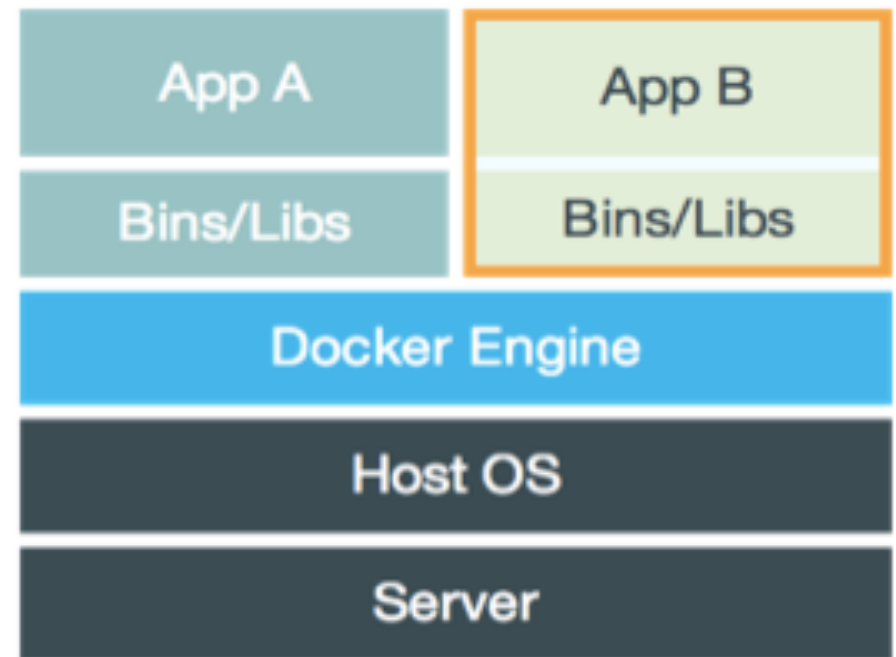 App A
App B
Bins/Libs
Bins/Libs
Docker Engine
Host OS
Server